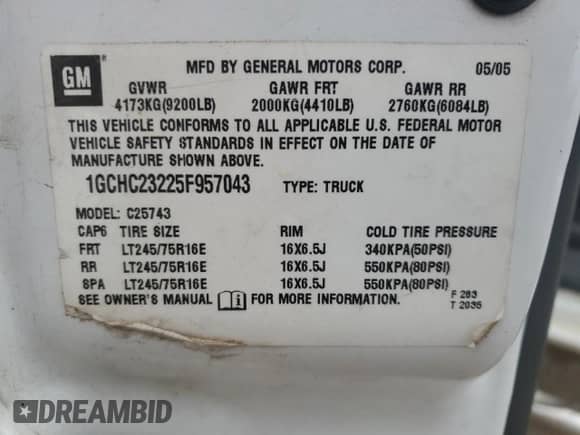 GM
MFD BY GENERAL MOTORS CORP. 05/05
GVWR GAWR FRT GAWR RR
4173KG(9200LB) 2000KG(4410LB) 2760KG(6084LB)
THIS VEHICLE CONFORMS TO ALL APPLICABLE U.S. FEDERAL MOTOR
VEHICLE SAFETY STANDARDS IN EFFECT ON THE DATE OF
MANUFACTURE SHOWN ABOVE.
1GCHC23225F957043 TYPE: TRUCK
MODEL: C25743
CAP6 TIRE SIZE RIM COLD TIRE PRESSURE
FRT LT245/75R16E 16X6.5J 340KPA(50PSI)
RR LT245/75R16E 16X6.5J 550KPA(80PSI)
SPA LT245/75R16E 16X6.5J 550KPA(80PSI)
SEE OWNER'S MANUAL FOR MORE INFORMATION.
F 283
T 2035
DREAMBID